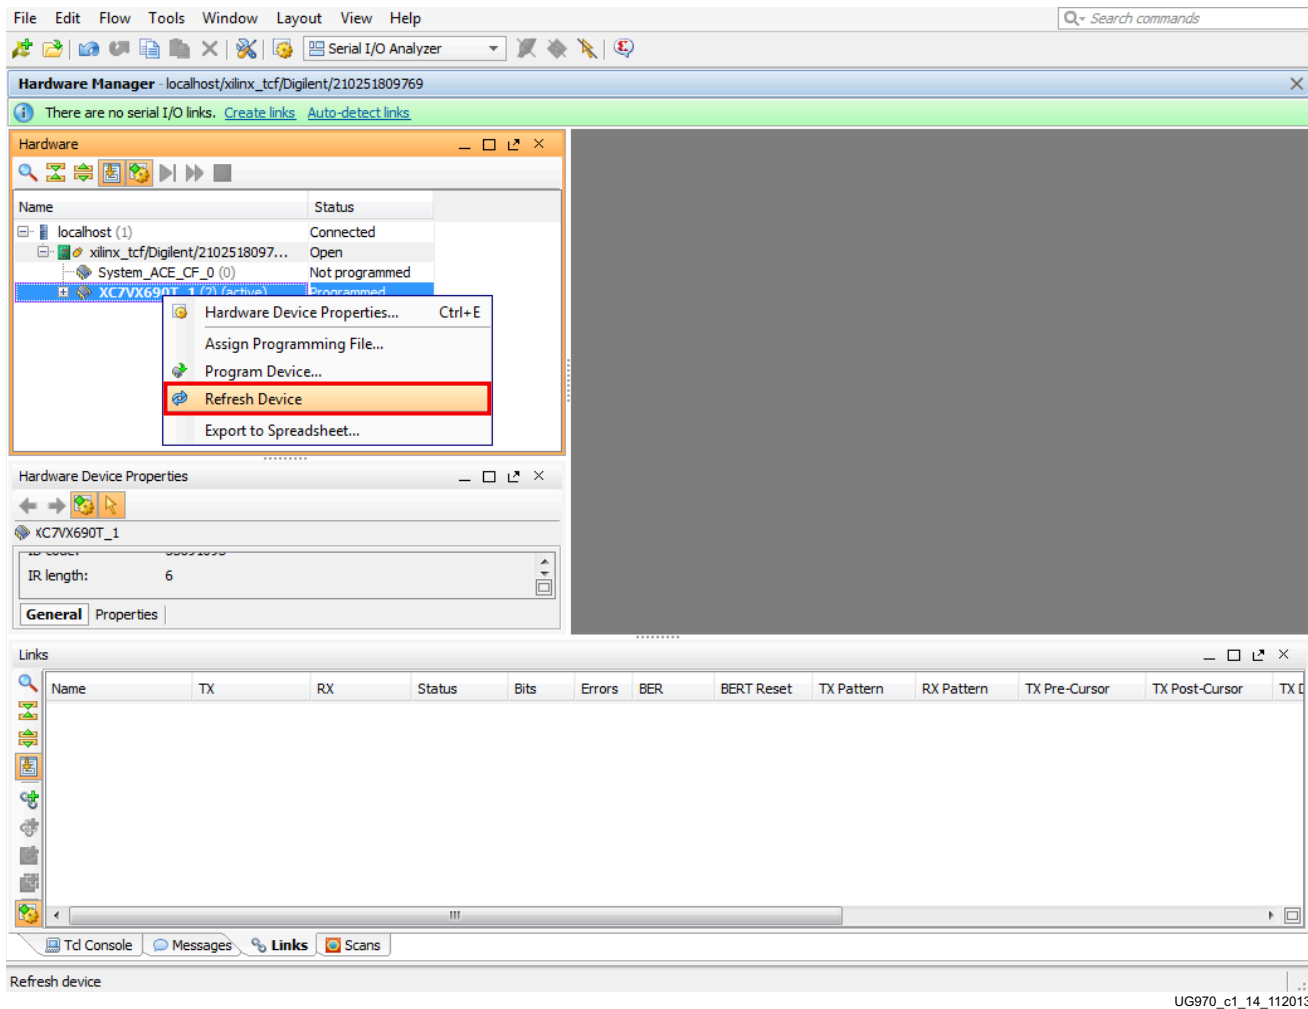 File Edit Flow Tools Window Layout View Help
Search commands
Serial I/O Analyzer
Hardware Manager - localhost/xilinx_tcf/Digilent/210251809769
There are no serial I/O links. Create links Auto-detect links
Hardware
Name Status
localhost (1) Connected
xilinx_tcf/Digilent/2102518097... Open
System_ACE_CF_0 (0) Not programmed
XC7VX690T_1 (2) (active) Programmed
Hardware Device Properties... Ctrl+E
Assign Programming File...
Program Device...
Refresh Device
Export to Spreadsheet...
Hardware Device Properties
XC7VX690T_1
IR length: 6
General Properties
Links
Name TX RX Status Bits Errors BER BERT Reset TX Pattern RX Pattern TX Pre-Cursor TX Post-Cursor TX
Tcl Console Messages Links Scans
Refresh device
UG970_c1_14_112013